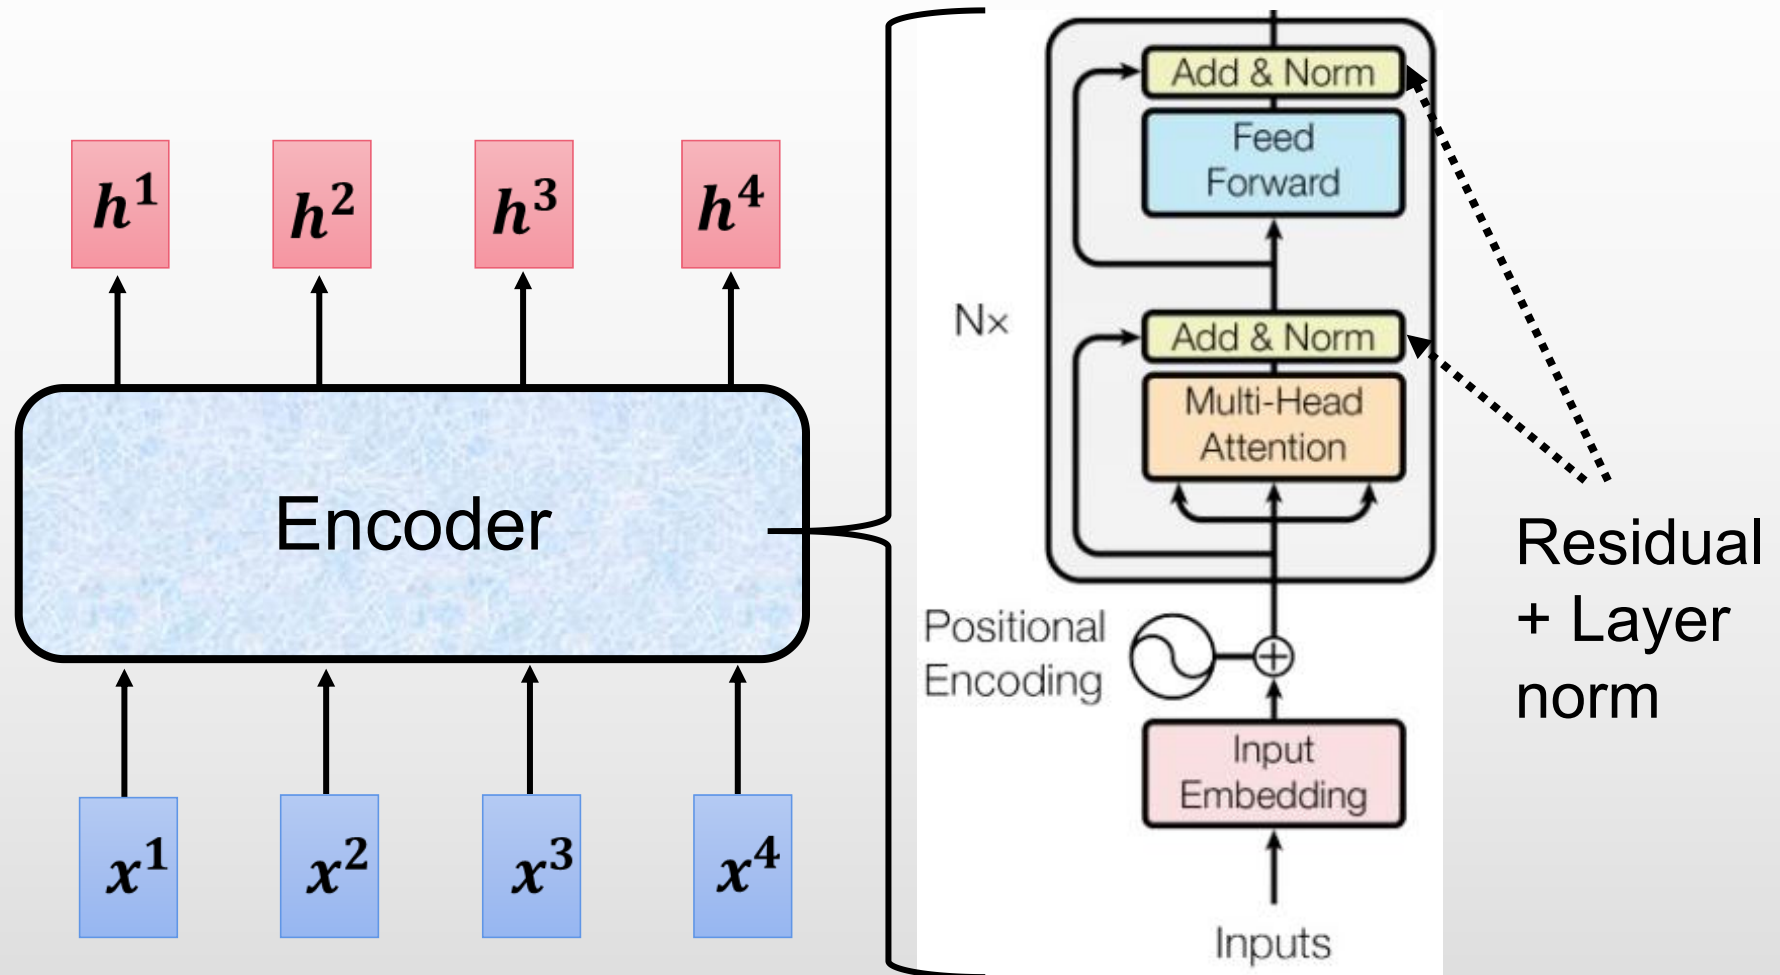 h¹ h² h³ h⁴
Encoder
x¹ x² x³ x⁴
Add & Norm
Feed
Forward
N×
Add & Norm
Multi-Head
Attention
Positional
Encoding
Input
Embedding
Inputs
Residual
+ Layer
norm